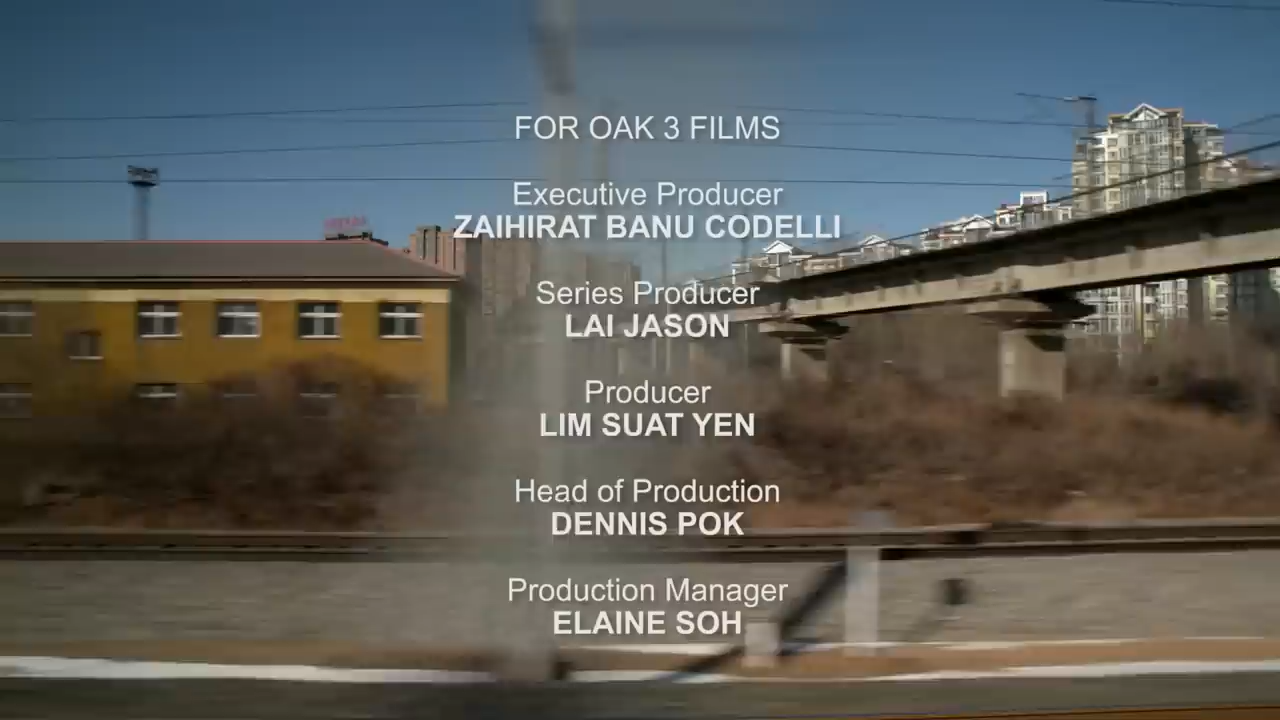 FOR OAK 3 FILMS
Executive Producer
ZAIHIRAT BANU CODELLI
Series Producer
LAI JASON
Producer
LIM SUAT YEN
Head of Production
DENNIS POK
Production Manager
ELAINE SOH